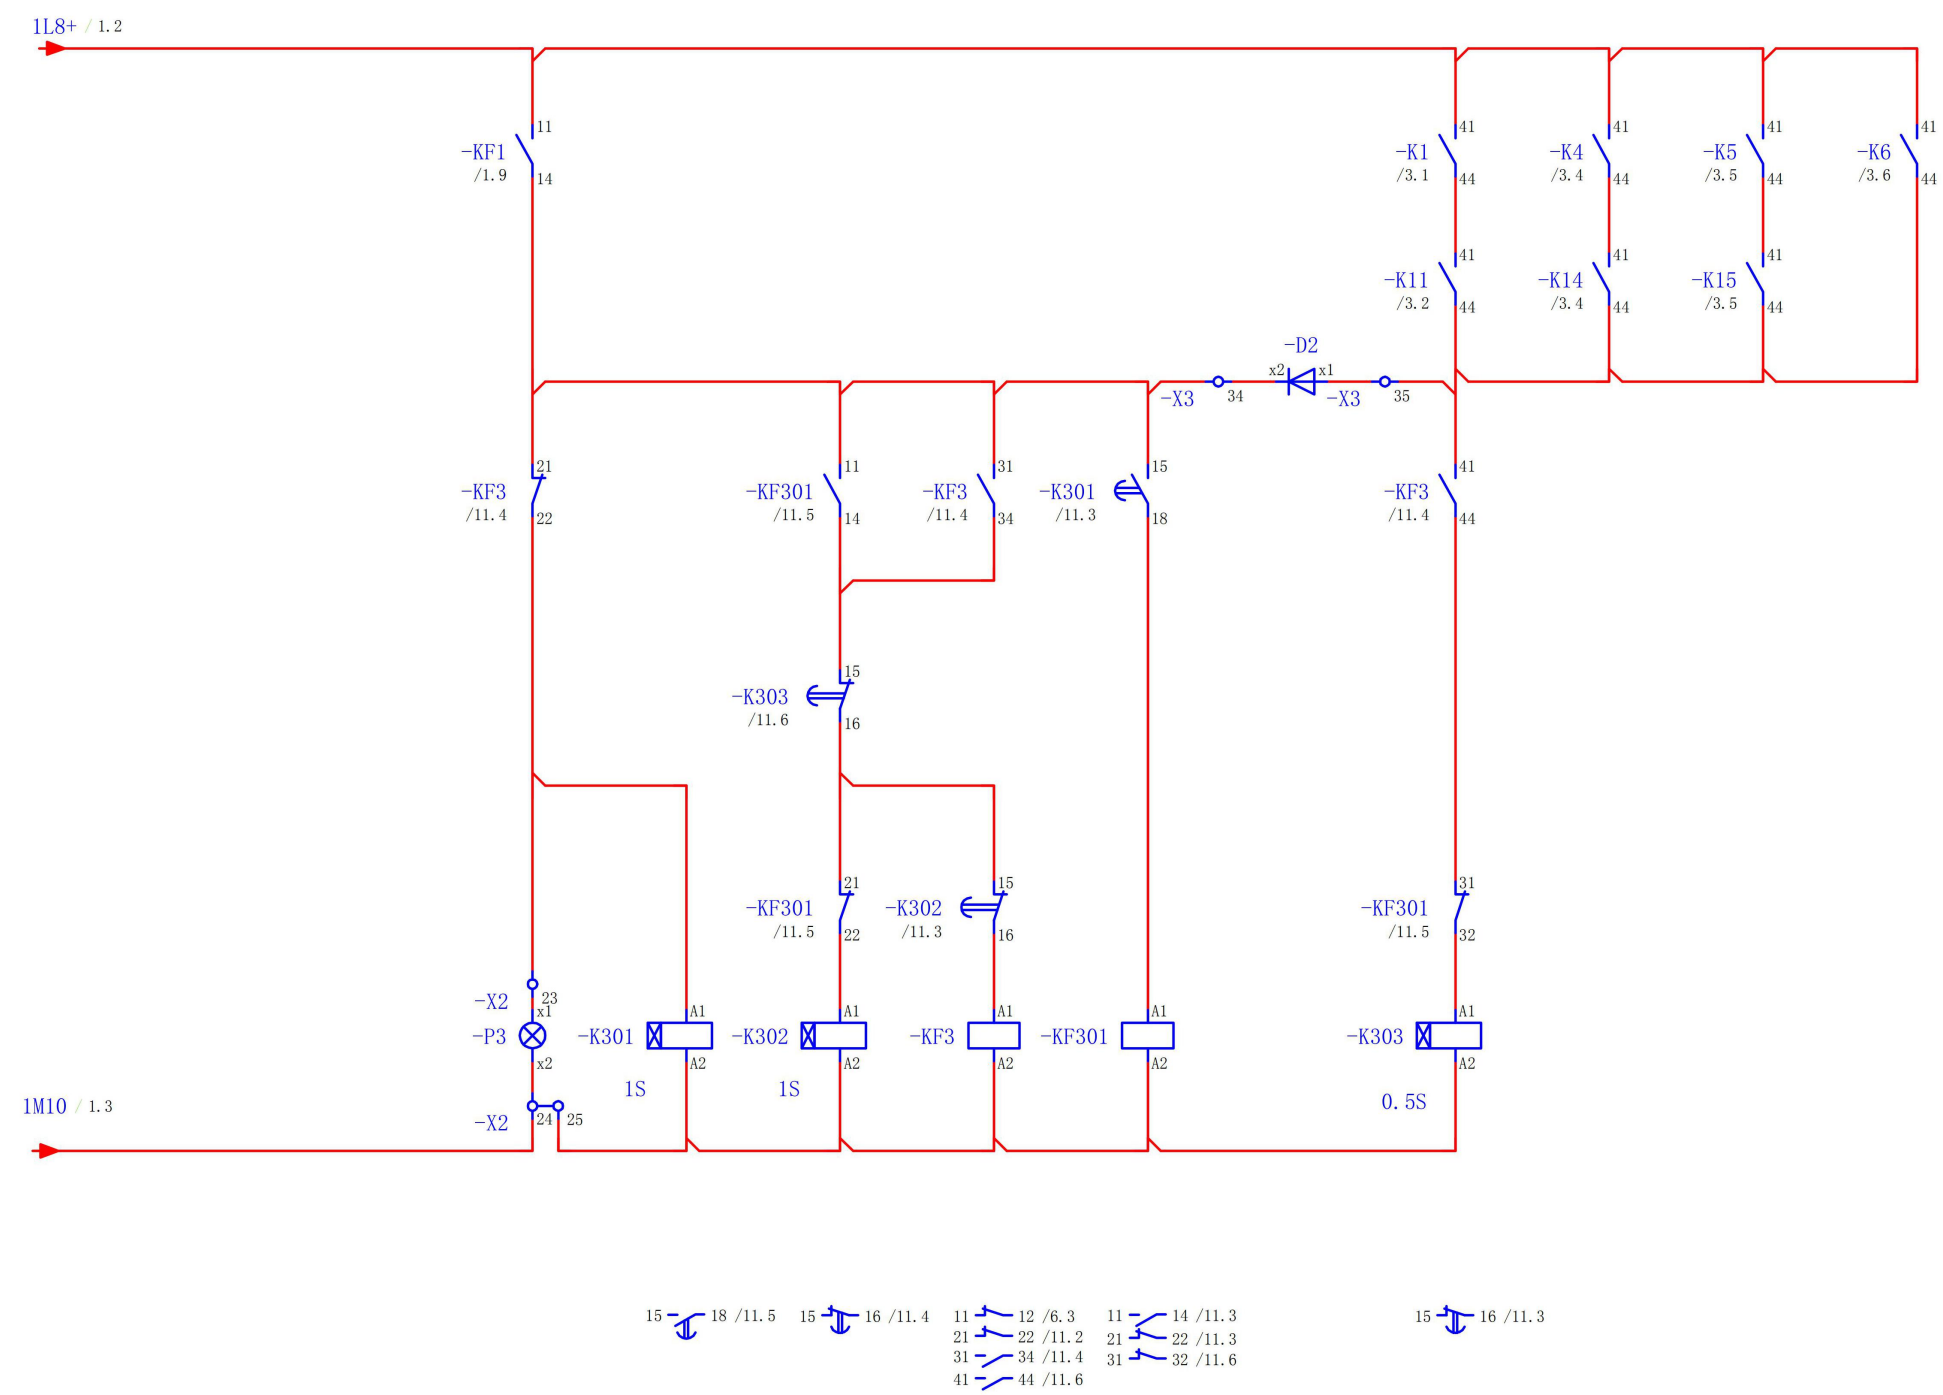 1L8+ / 1.2
11
-KF1
/1.9
14
41
-K1
/3.1
44
41
-K4
/3.4
44
41
-K5
/3.5
44
41
-K6
/3.6
44
41
-K11
/3.2
44
41
-K14
/3.4
44
41
-K15
/3.5
44
-D2
x2
x1
-X3
34
-X3
35
21
-KF3
/11.4
22
11
-KF301
/11.5
14
31
-KF3
/11.4
34
15
-K301
/11.3
18
41
-KF3
/11.4
44
15
-K303
/11.6
16
21
-KF301
/11.5
22
15
-K302
/11.3
16
31
-KF301
/11.5
32
-X2
23
x1
-P3
x2
A1
-K301
A2
1S
A1
-K302
A2
1S
A1
-KF3
A2
A1
-KF301
A2
A1
-K303
A2
0.5S
1M10 / 1.3
-X2
24
25
15 18 /11.5
15 16 /11.4
11 12 /6.3
21 22 /11.2
31 34 /11.4
41 44 /11.6
11 14 /11.3
21 22 /11.3
31 32 /11.6
15 16 /11.3